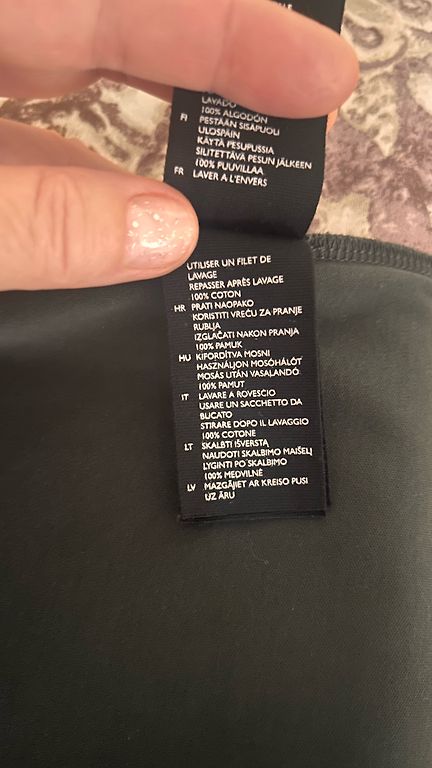 LAVADO
100% ALGODÓN
FI PESTÄÄN SISÄPUOLI
ULOSPÄIN
KÄYTÄ PESUPUSSIA
SILITETTÄVÄ PESUN JÄLKEEN
100% PUUVILLAA
FR LAVER A L'ENVERS
UTILISER UN FILET DE
LAVAGE
REPASSER APRÈS LAVAGE
100% COTON
HR PRATI NAOPAKO
KORISTITI VREĆU ZA PRANJE
RUBLJA
IZGLAČATI NAKON PRANJA
100% PAMUK
HU KIFORDÍTVA MOSNI
HASZNÁLJON MOSÓHÁLÓT
MOSÁS UTÁN VASALANDÓ
100% PAMUT
IT LAVARE A ROVESCIO
USARE UN SACCHETTO DA
BUCATO
STIRARE DOPO IL LAVAGGIO
100% COTONE
LT SKALBTI IŠVERSTĄ
NAUDOTI SKALBIMO MAIŠELĮ
LYGINTI PO SKALBIMO
100% MEDVILNĖ
LV MAZGĀJIET AR KREISO PUSI
UZ ĀRU